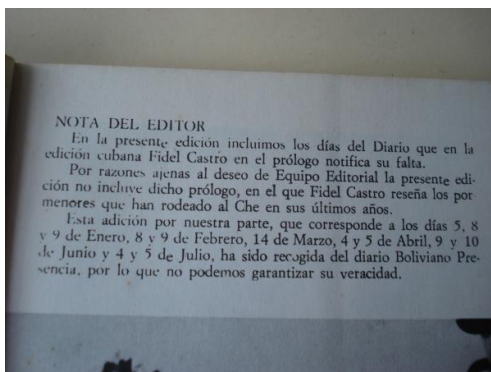 NOTA DEL EDITOR
En la presente edición incluimos los días del Diario que en la
edición cubana Fidel Castro en el prólogo notifica su falta.
Por razones ajenas al deseo de Equipo Editorial la presente edi-
ción no incluye dicho prólogo, en el que Fidel Castro reseña los por
menores que han rodeado al Che en sus últimos años.
Esta adición por nuestra parte, que corresponde a los días 5, 8
y 9 de Enero, 8 y 9 de Febrero, 14 de Marzo, 4 y 5 de Abril, 9 y 10
de Junio y 4 y 5 de Julio, ha sido recogida del diario Boliviano Pre-
sencia, por lo que no podemos garantizar su veracidad.